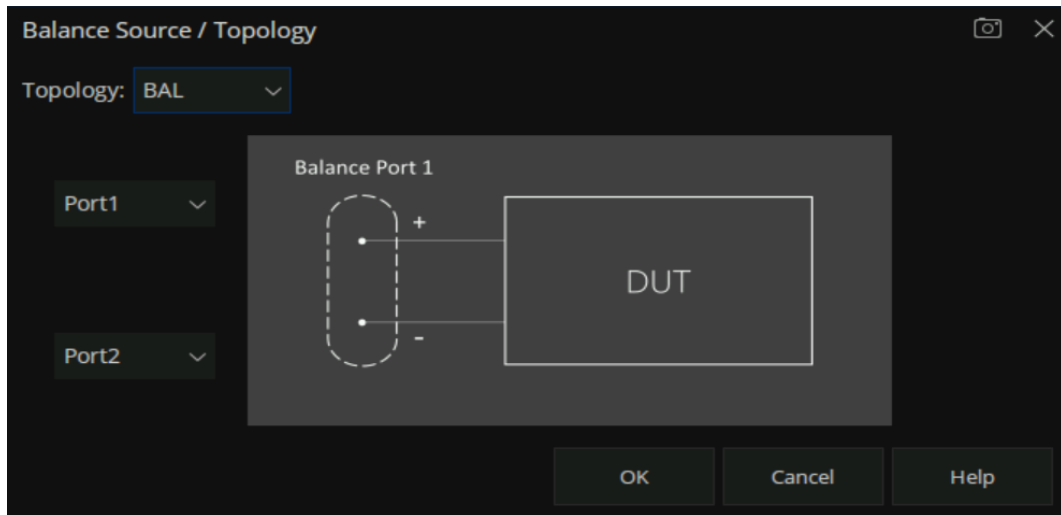 Balance Source / Topology
Topology: BAL
Balance Port 1
Port1
+
DUT
Port2
-
OK Cancel Help